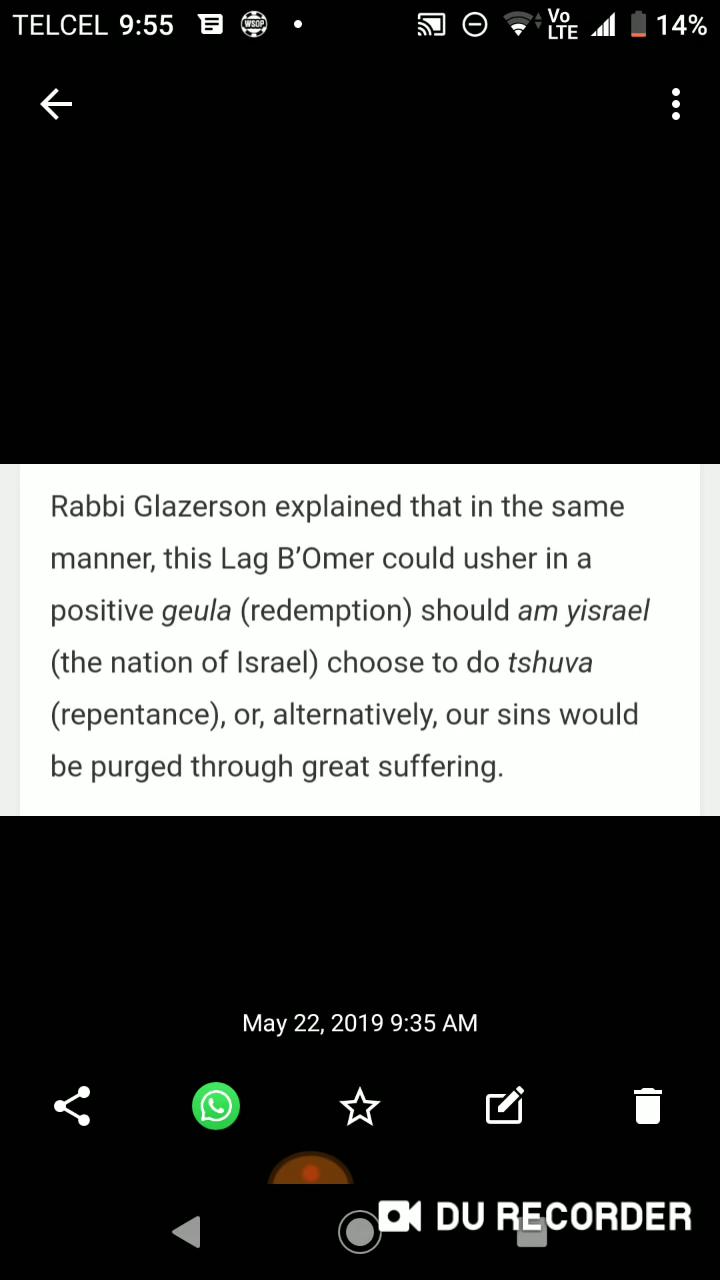 TELCEL 9:55
WSOP
Vo
LTE
14%
Rabbi Glazerson explained that in the same
manner, this Lag B’Omer could usher in a
positive geula (redemption) should am yisrael
(the nation of Israel) choose to do tshuva
(repentance), or, alternatively, our sins would
be purged through great suffering.
May 22, 2019 9:35 AM
DU RECORDER